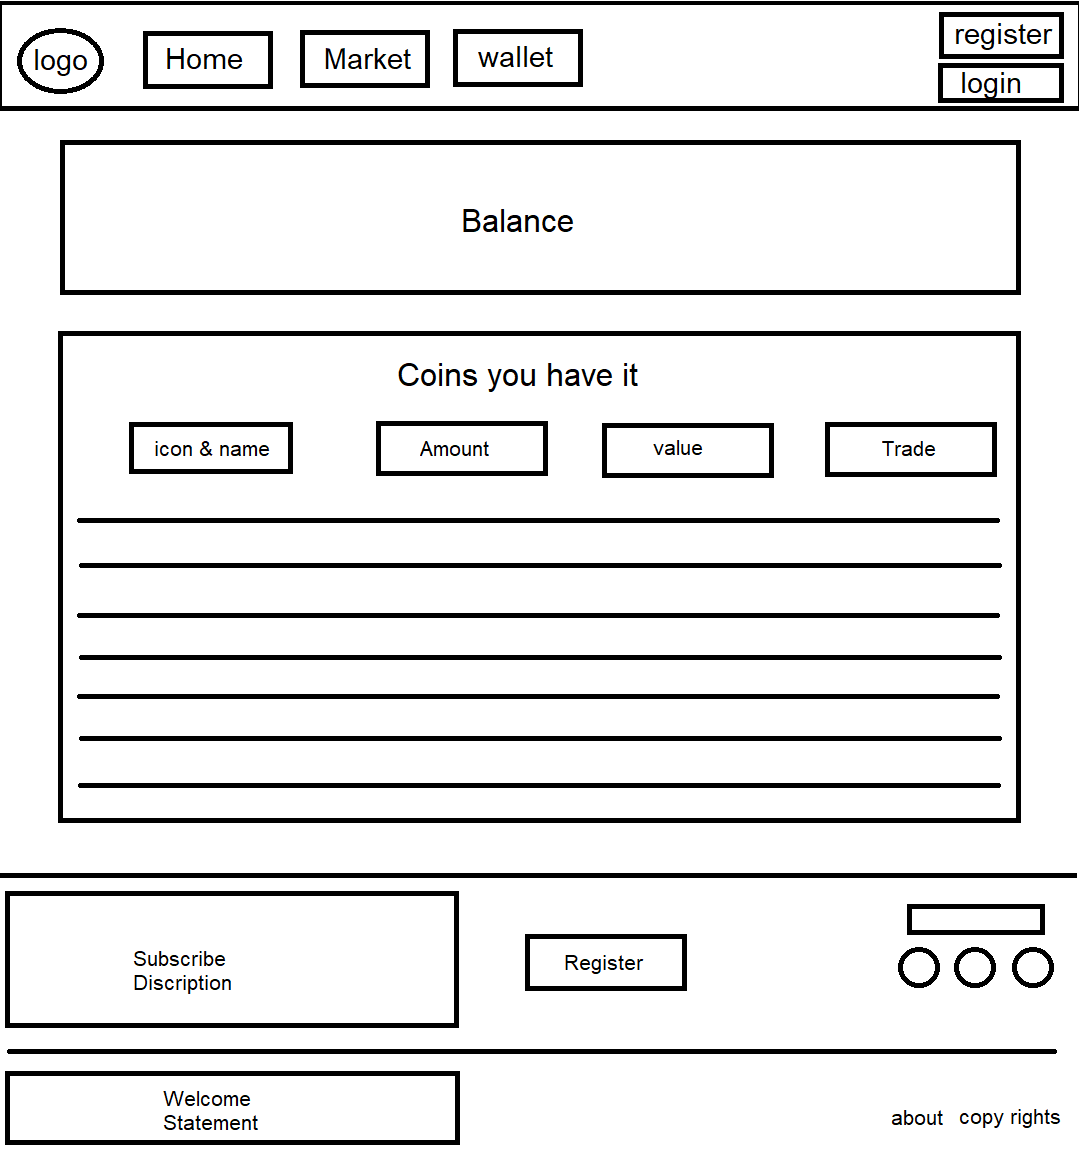 logo
Home
Market
wallet
register
login
Balance
Coins you have it
icon & name
Amount
value
Trade
Subscribe
Discription
Register
Welcome
Statement
about
copy rights